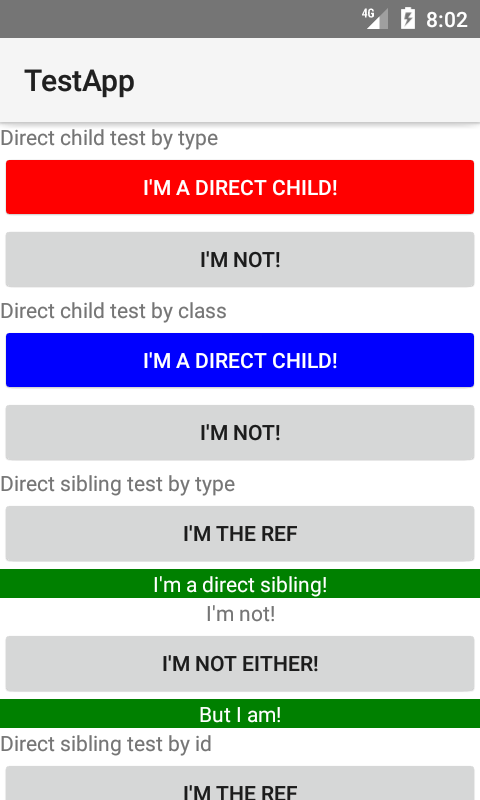 4G 8:02
TestApp
Direct child test by type
I'M A DIRECT CHILD!
I'M NOT!
Direct child test by class
I'M A DIRECT CHILD!
I'M NOT!
Direct sibling test by type
I'M THE REF
I'm a direct sibling!
I'm not!
I'M NOT EITHER!
But I am!
Direct sibling test by id
I'M THE REF